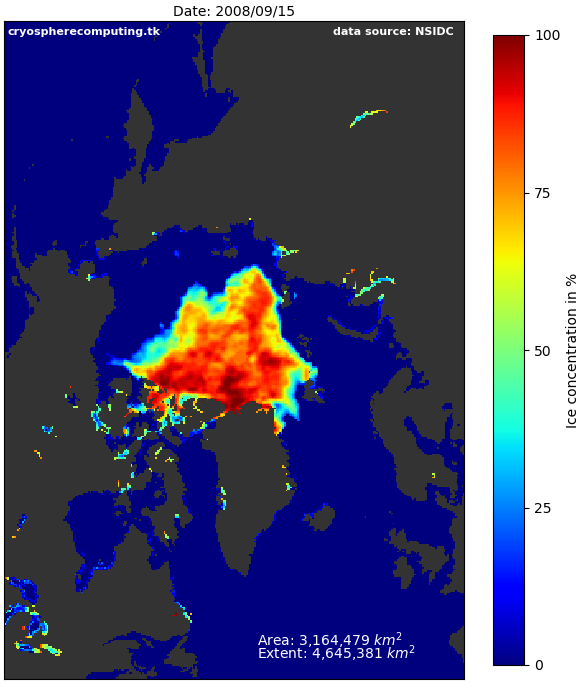 Date: 2008/09/15
cryospherecomputing.tk data source: NSIDC
100
75
50
25
0
Ice concentration in %
Area: 3,164,479 km²
Extent: 4,645,381 km²